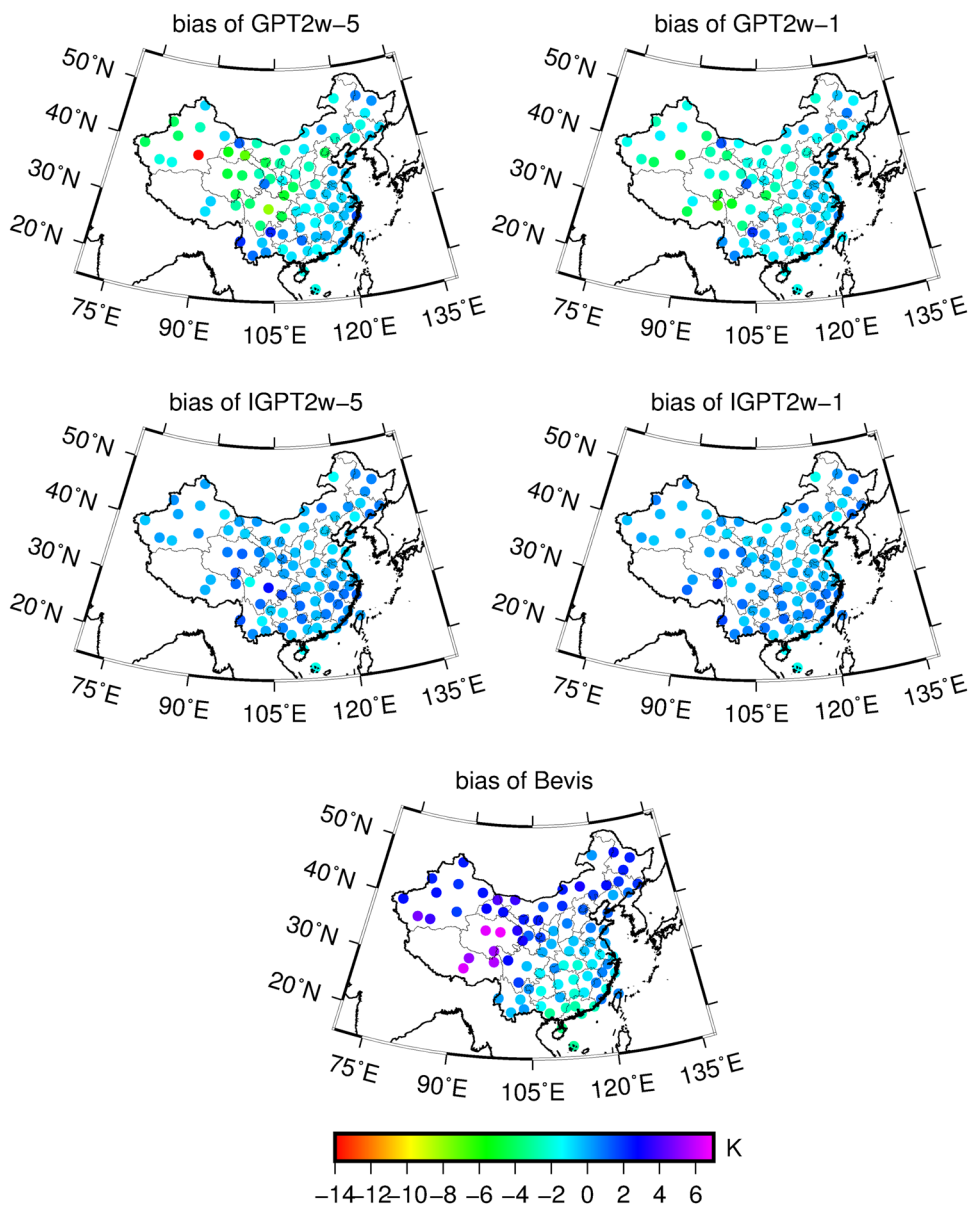 bias of GPT2w−5
bias of GPT2w−1
50°N
40°N
30°N
20°N
75°E
90°E
105°E
120°E
135°E
50°N
40°N
30°N
20°N
75°E
90°E
105°E
120°E
135°E
bias of IGPT2w−5
bias of IGPT2w−1
50°N
40°N
30°N
20°N
75°E
90°E
105°E
120°E
135°E
50°N
40°N
30°N
20°N
75°E
90°E
105°E
120°E
135°E
bias of Bevis
50°N
40°N
30°N
20°N
75°E
90°E
105°E
120°E
135°E
K
−14 −12 −10 −8 −6 −4 −2 0 2 4 6